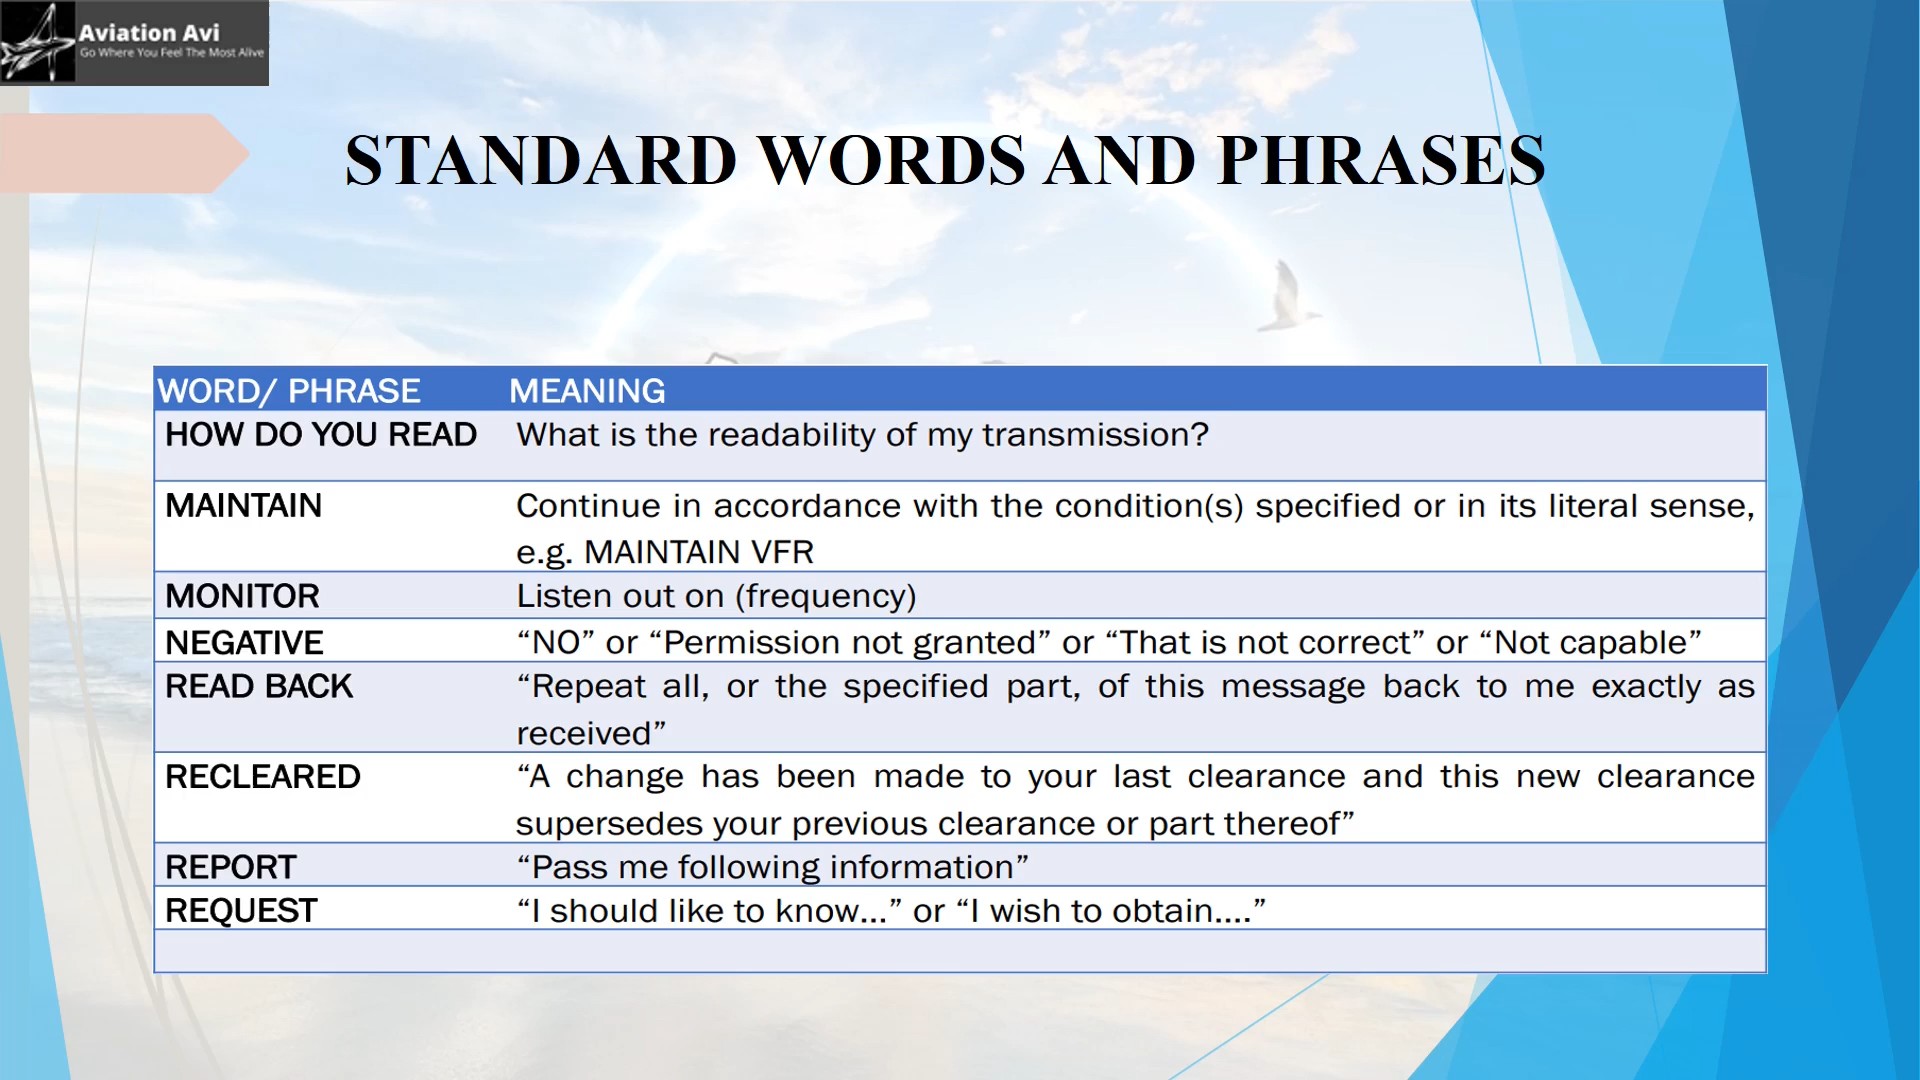 Aviation Avi
Go Where You Feel The Most Alive
STANDARD WORDS AND PHRASES
WORD/ PHRASE MEANING
HOW DO YOU READ What is the readability of my transmission?
MAINTAIN Continue in accordance with the condition(s) specified or in its literal sense,
e.g. MAINTAIN VFR
MONITOR Listen out on (frequency)
NEGATIVE “NO” or “Permission not granted” or “That is not correct” or “Not capable”
READ BACK “Repeat all, or the specified part, of this message back to me exactly as
received”
RECLEARED “A change has been made to your last clearance and this new clearance
supersedes your previous clearance or part thereof”
REPORT “Pass me following information”
REQUEST “I should like to know...” or “I wish to obtain....”